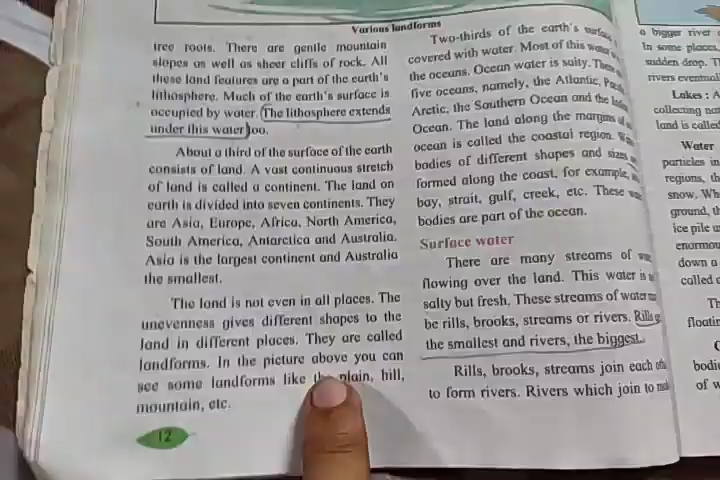 Various landforms
tree roots. There are gentle mountain
slopes as well as sheer cliffs of rock. All
these land features are a part of the earth's
lithosphere. Much of the earth's surface is
occupied by water. (The lithosphere extends
under this water) too.
About a third of the surface of the earth
consists of land. A vast continuous stretch
of land is called a continent. The land on
earth is divided into seven continents. They
are Asia, Europe, Africa, North America,
South America, Antarctica and Australia.
Asia is the largest continent and Australia
the smallest.
The land is not even in all places. The
unevenness gives different shapes to the
land in different places. They are called
landforms. In the picture above you can
see some landforms like the plain, hill,
mountain, etc.
12
Two-thirds of the earth's surface
covered with water. Most of this water
the oceans. Ocean water is salty. There
five oceans, namely, the Atlantic,
Arctic, the Southern Ocean and the
Ocean. The land along the margins of
ocean is called the coastal region.
bodies of different shapes and sizes
formed along the coast, for example,
bay, strait, gulf, creek, etc. These
bodies are part of the ocean.
Surface water
There are many streams of
flowing over the land. This water is
salty but fresh. These streams of water
be rills, brooks, streams or rivers. Rills
the smallest and rivers, the biggest.
Rills, brooks, streams join each
to form rivers. Rivers which join to
a bigger river
In some places
sudden drop.
rivers
Lakes :
collecting
land is called
Water
particles in
regions,
snow.
ground,
ice pile
down a
called
of